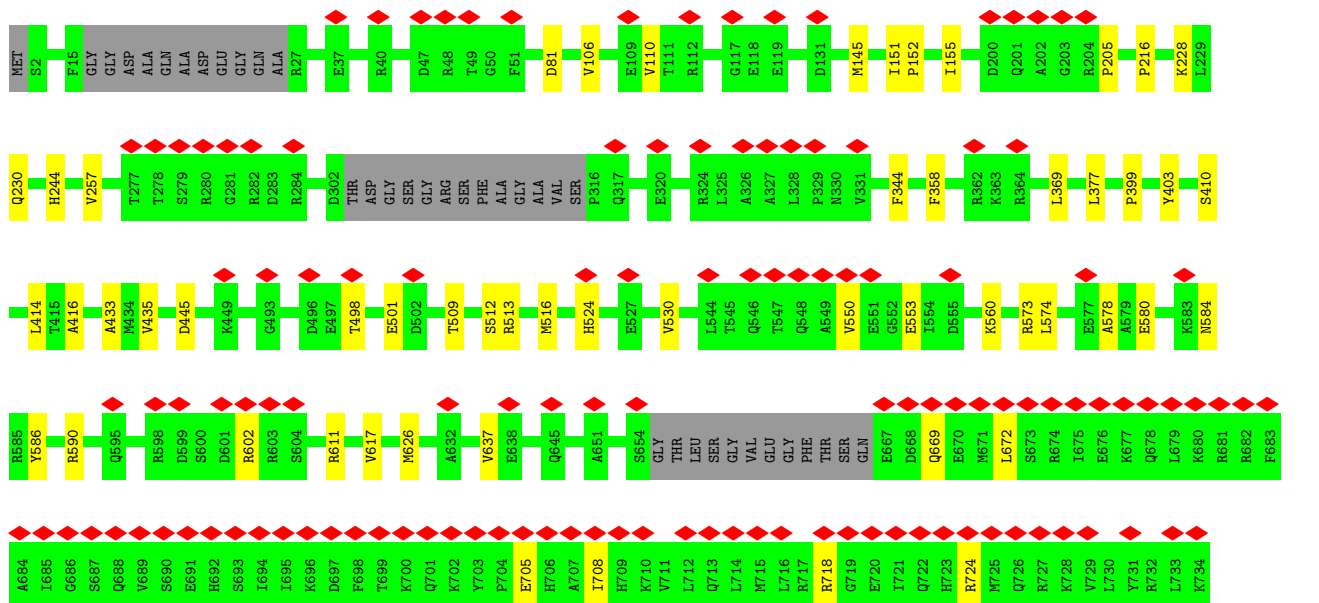 MET S2 F15 GLY GLY ASP ALA GLN ALA ASP GLU GLY GLN ALA R27 E37 R40 D47 R48 T49 G50 F51 D81 V106 E109 V110 T111 R112 G117 E118 E119 D131 M145 I151 P152 I155 D200 Q201 A202 G203 R204 P205 P216 K228 L229
Q230 H244 V257 T277 T278 S279 R280 G281 R282 D283 R284 D302 THR ASP GLY SER GLY ARG SER PHE ALA GLY ALA VAL SER P316 Q317 E320 R324 L325 A326 A327 L328 P329 N330 V331 F344 F358 R362 K363 R364 L369 L377 P399 Y403 S410
L414 T415 A416 A433 M434 V435 D445 K449 G493 D496 E497 T498 E501 D502 T509 S512 R513 M516 H524 E527 V530 L544 T545 Q546 T547 Q548 A549 V550 E551 G552 E553 I554 D555 K560 R573 L574 E577 A578 A579 E580 K583 N584
R585 Y586 R590 Q595 R598 D599 S600 D601 R602 R603 S604 R611 V617 M626 A632 V637 E638 Q645 A651 S654 GLY THR LEU SER GLY VAL GLU GLY PHE THR SER GLN E667 D668 Q669 E670 M671 L672 S673 R674 I675 E676 K677 Q678 L679 K680 R681 R682 F683
A684 I685 G686 S687 Q688 V689 S690 E691 H692 S693 I694 I695 K696 D697 F698 T699 K700 Q701 K702 Y703 P704 E705 H706 A707 I708 H709 K710 V711 L712 Q713 L714 M715 L716 R717 R718 G719 E720 I721 Q722 H723 R724 M725 Q726 R727 K728 V729 L730 Y731 R732 L733 K734